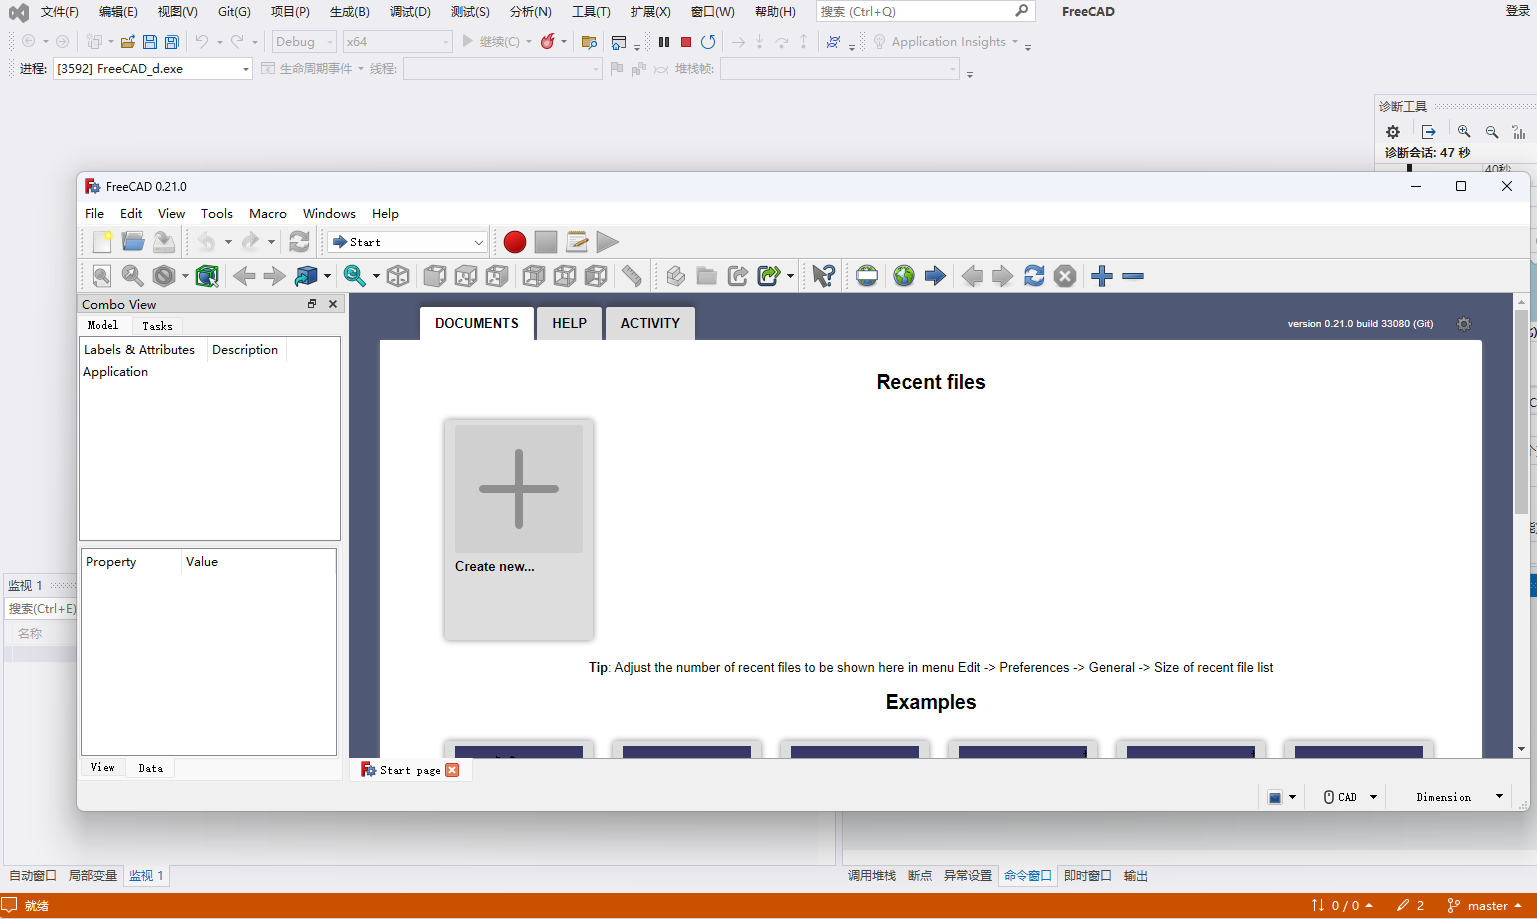 文件(F) 编辑(E) 视图(V) Git(G) 项目(P) 生成(B) 调试(D) 测试(S) 分析(N) 工具(T) 扩展(X) 窗口(W) 帮助(H) 搜索 (Ctrl+Q) FreeCAD 登录
Debug x64 继续(C) Application Insights
进程: [3592] FreeCAD_d.exe 生命周期事件 线程: 堆栈帧:
诊断工具
诊断会话: 47 秒
40秒
FreeCAD 0.21.0
File Edit View Tools Macro Windows Help
Start
Combo View
Model Tasks
Labels & Attributes Description
Application
DOCUMENTS HELP ACTIVITY
version 0.21.0 build 33080 (Git)
Recent files
Create new...
Tip: Adjust the number of recent files to be shown here in menu Edit -> Preferences -> General -> Size of recent file list
Examples
Property Value
View Data
Start page
CAD Dimension
监视 1
搜索(Ctrl+E)
名称
自动窗口 局部变量 监视 1
调用堆栈 断点 异常设置 命令窗口 即时窗口 输出
就绪 0 / 0 2 master